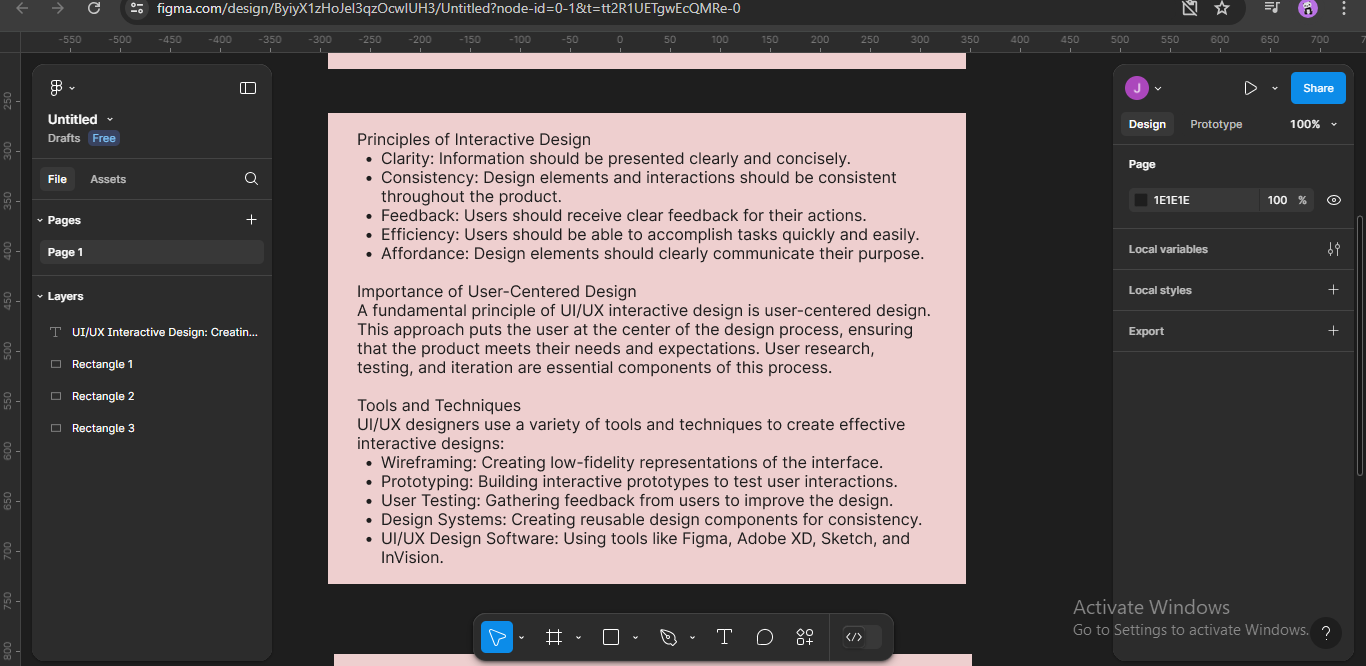 figma.com/design/ByiyX1zHoJel3qzOcwlUH3/Untitled?node-id=0-1&t=tt2R1UETgwEcQMRe-0
-550 -500 -450 -400 -350 -300 -250 -200 -150 -100 -50 0 50 100 150 200 250 300 350 400 450 500 550 600 650 700
250
300
350
400
450
500
550
600
650
700
750
800
Untitled
Drafts Free
File Assets
Pages
Page 1
Layers
UI/UX Interactive Design: Creatin...
Rectangle 1
Rectangle 2
Rectangle 3
Principles of Interactive Design
• Clarity: Information should be presented clearly and concisely.
• Consistency: Design elements and interactions should be consistent
throughout the product.
• Feedback: Users should receive clear feedback for their actions.
• Efficiency: Users should be able to accomplish tasks quickly and easily.
• Affordance: Design elements should clearly communicate their purpose.
Importance of User-Centered Design
A fundamental principle of UI/UX interactive design is user-centered design.
This approach puts the user at the center of the design process, ensuring
that the product meets their needs and expectations. User research,
testing, and iteration are essential components of this process.
Tools and Techniques
UI/UX designers use a variety of tools and techniques to create effective
interactive designs:
• Wireframing: Creating low-fidelity representations of the interface.
• Prototyping: Building interactive prototypes to test user interactions.
• User Testing: Gathering feedback from users to improve the design.
• Design Systems: Creating reusable design components for consistency.
• UI/UX Design Software: Using tools like Figma, Adobe XD, Sketch, and
InVision.
J
Share
Design Prototype 100%
Page
1E1E1E 100 %
Local variables
Local styles
Export
Activate Windows
Go to Settings to activate Windows.
?